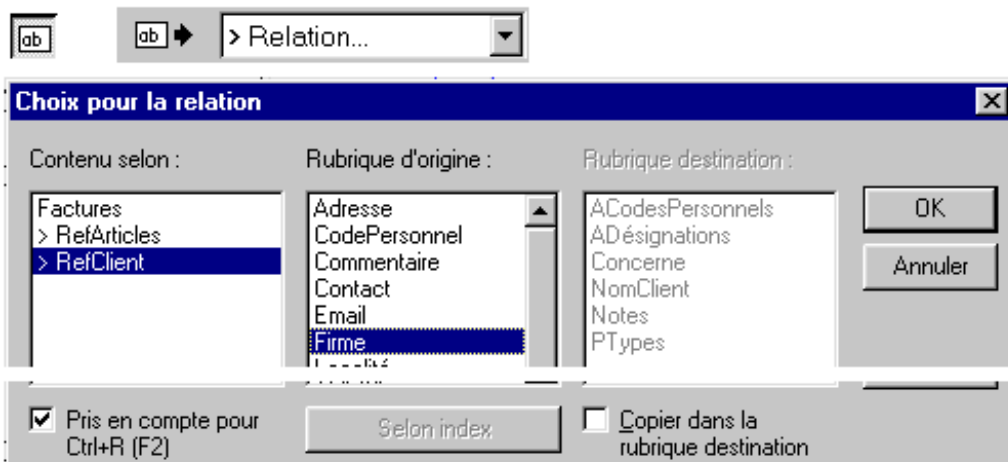 ab
ab > Relation...
Choix pour la relation
Contenu selon :
Factures
> RefArticles
> RefClient
Rubrique d'origine :
Adresse
CodePersonnel
Commentaire
Contact
Email
Firme
Rubrique destination :
ACodesPersonnels
ADésignations
Concerne
NomClient
Notes
PTypes
OK
Annuler
Pris en compte pour
Ctrl+R (F2)
Selon index
Copier dans la
rubrique destination